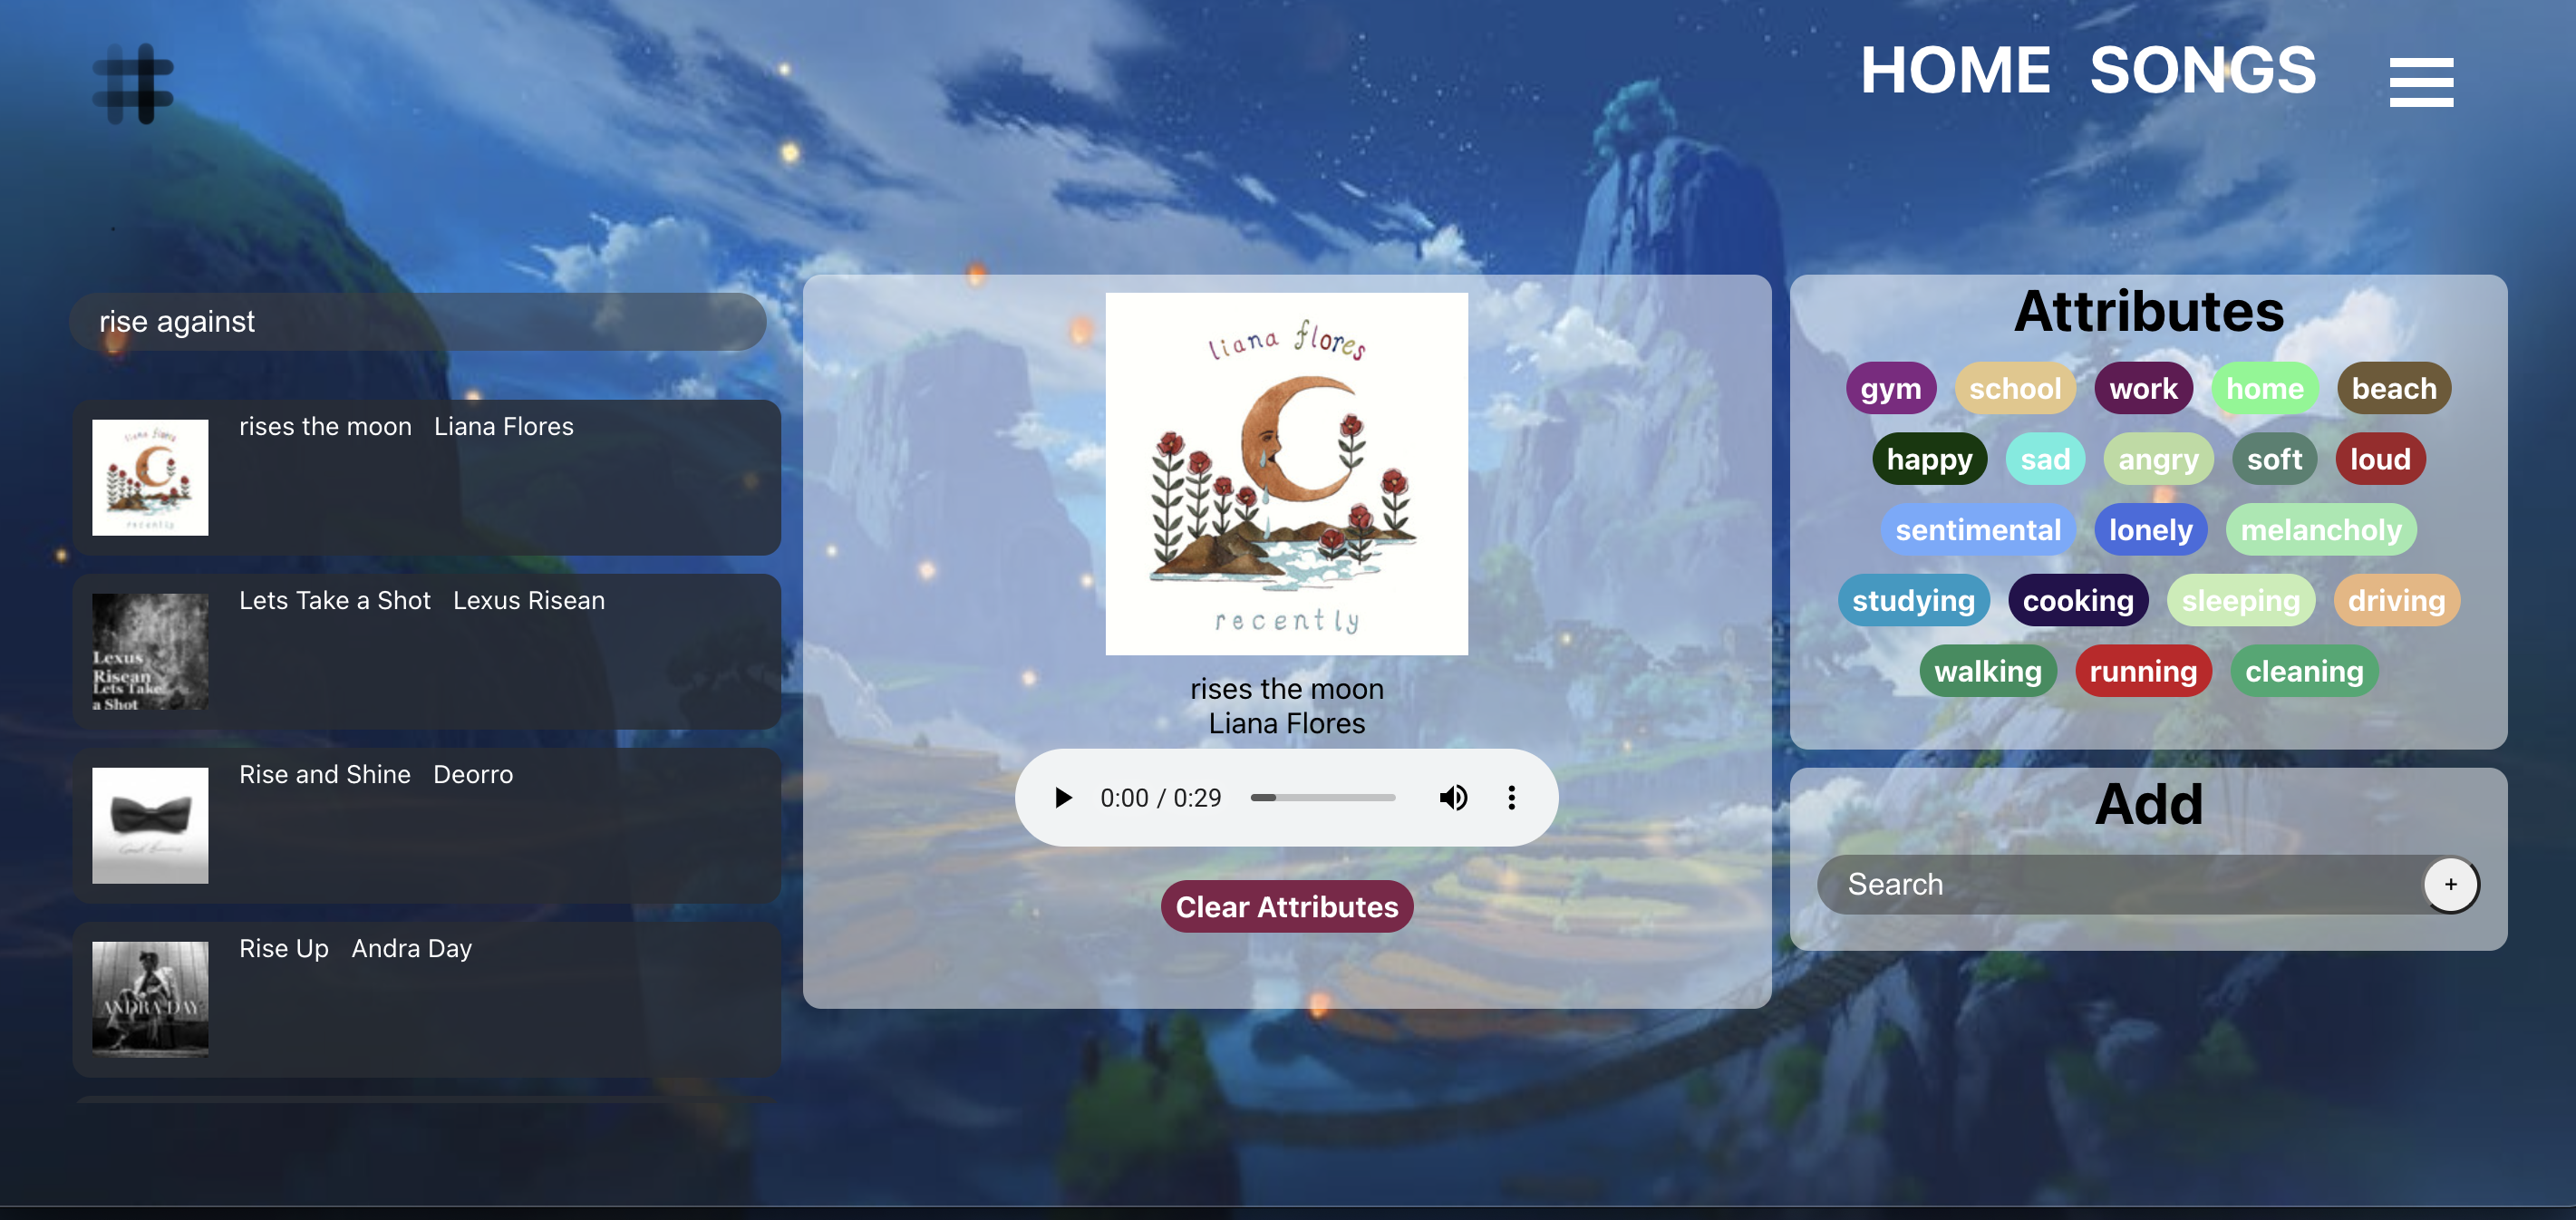 HOME SONGS
rise against
liana flores
recently
rises the moon Liana Flores
Lexus
Risean
Lets Take
a Shot
Lets Take a Shot Lexus Risean
Rise and Shine Deorro
ANDRA DAY
Rise Up Andra Day
liana flores
recently
rises the moon
Liana Flores
0:00 / 0:29
Clear Attributes
Attributes
gym school work home beach
happy sad angry soft loud
sentimental lonely melancholy
studying cooking sleeping driving
walking running cleaning
Add
Search +